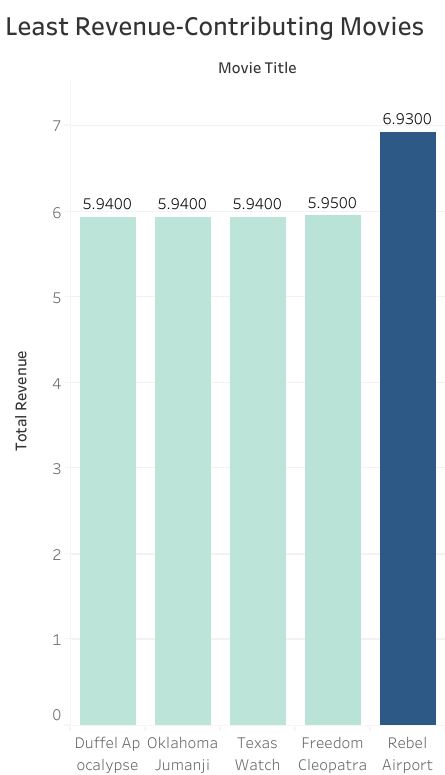 Least Revenue-Contributing Movies
Movie Title
6.9300
7
5.9400 5.9400 5.9400 5.9500
6
5
4
3
2
1
0
Total Revenue
Duffel Ap
ocalypse
Oklahoma
Jumanji
Texas
Watch
Freedom
Cleopatra
Rebel
Airport